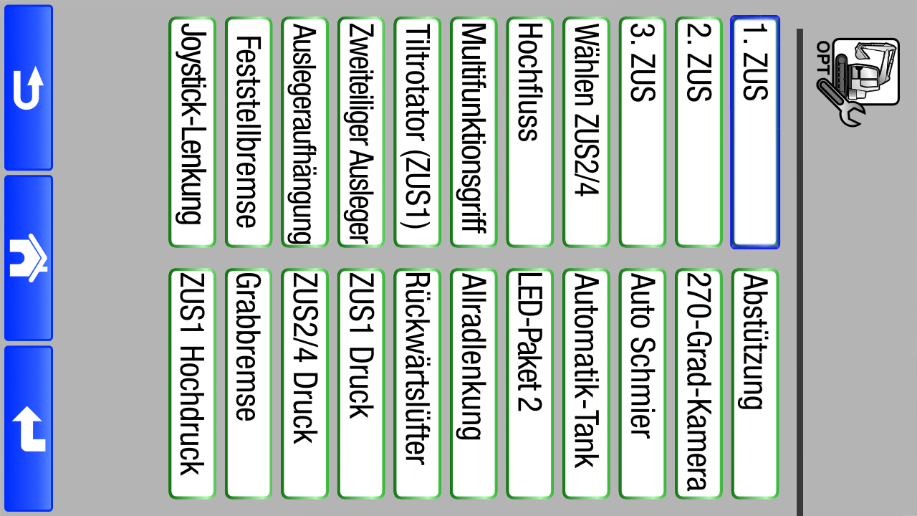 OPT
1. ZUS
2. ZUS
3. ZUS
Wählen ZUS2/4
Hochfluss
Multifunktionsgriff
Tiltrotator (ZUS1)
Zweiteiliger Ausleger
Auslegeraufhängung
Feststellbremse
Joystick-Lenkung
Abstützung
270-Grad-Kamera
Auto Schmier
Automatik-Tank
LED-Paket 2
Allradlenkung
Rückwärtslüfter
ZUS1 Druck
ZUS2/4 Druck
Grabbremse
ZUS1 Hochdruck